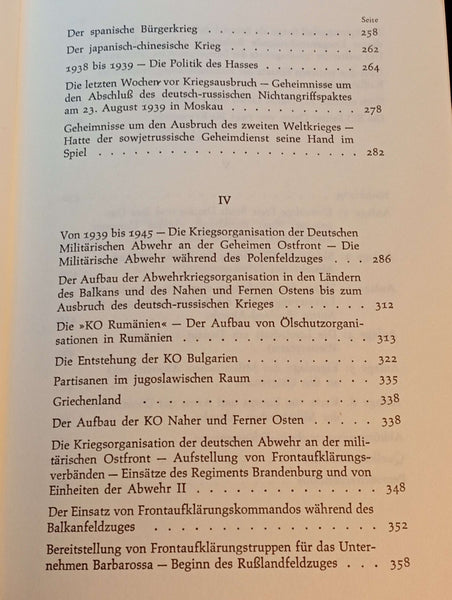 Seite
Der spanische Bürgerkrieg . . . . . . . . . . . 258
Der japanisch-chinesische Krieg . . . . . . . . . 262
1938 bis 1939 — Die Politik des Hasses . . . . . . . 264
Die letzten Wochen vor Kriegsausbruch — Geheimnisse um
den Abschluß des deutsch-russischen Nichtangriffspaktes
am 23. August 1939 in Moskau . . . . . . . . . 278
Geheimnisse um den Ausbruch des zweiten Weltkrieges —
Hatte der sowjetrussische Geheimdienst seine Hand im
Spiel . . . . . . . . . . . . . . . . . 282
IV
Von 1939 bis 1945 — Die Kriegsorganisation der Deutschen
Militärischen Abwehr an der Geheimen Ostfront — Die
Militärische Abwehr während des Polenfeldzuges . . . 286
Der Aufbau der Abwehrkriegsorganisation in den Ländern
des Balkans und des Nahen und Fernen Ostens bis zum
Ausbruch des deutsch-russischen Krieges . . . . . . 312
Die »KO Rumänien« — Der Aufbau von Ölschutzorgani-
sationen in Rumänien . . . . . . . . . . . . 313
Die Entstehung der KO Bulgarien . . . . . . . . 322
Partisanen im jugoslawischen Raum . . . . . . . . 335
Griechenland . . . . . . . . . . . . . . 338
Der Aufbau der KO Naher und Ferner Osten . . . . . 338
Die Kriegsorganisation der deutschen Abwehr an der mili-
tärischen Ostfront — Aufstellung von Frontaufklärungs-
verbänden — Einsätze des Regiments Brandenburg und von
Einheiten der Abwehr II . . . . . . . . . . . 348
Der Einsatz von Frontaufklärungskommandos während des
Balkanfeldzuges . . . . . . . . . . . . . 352
Bereitstellung von Frontaufklärungstruppen für das Unter-
nehmen Barbarossa — Beginn des Rußlandfeldzuges . . . 358